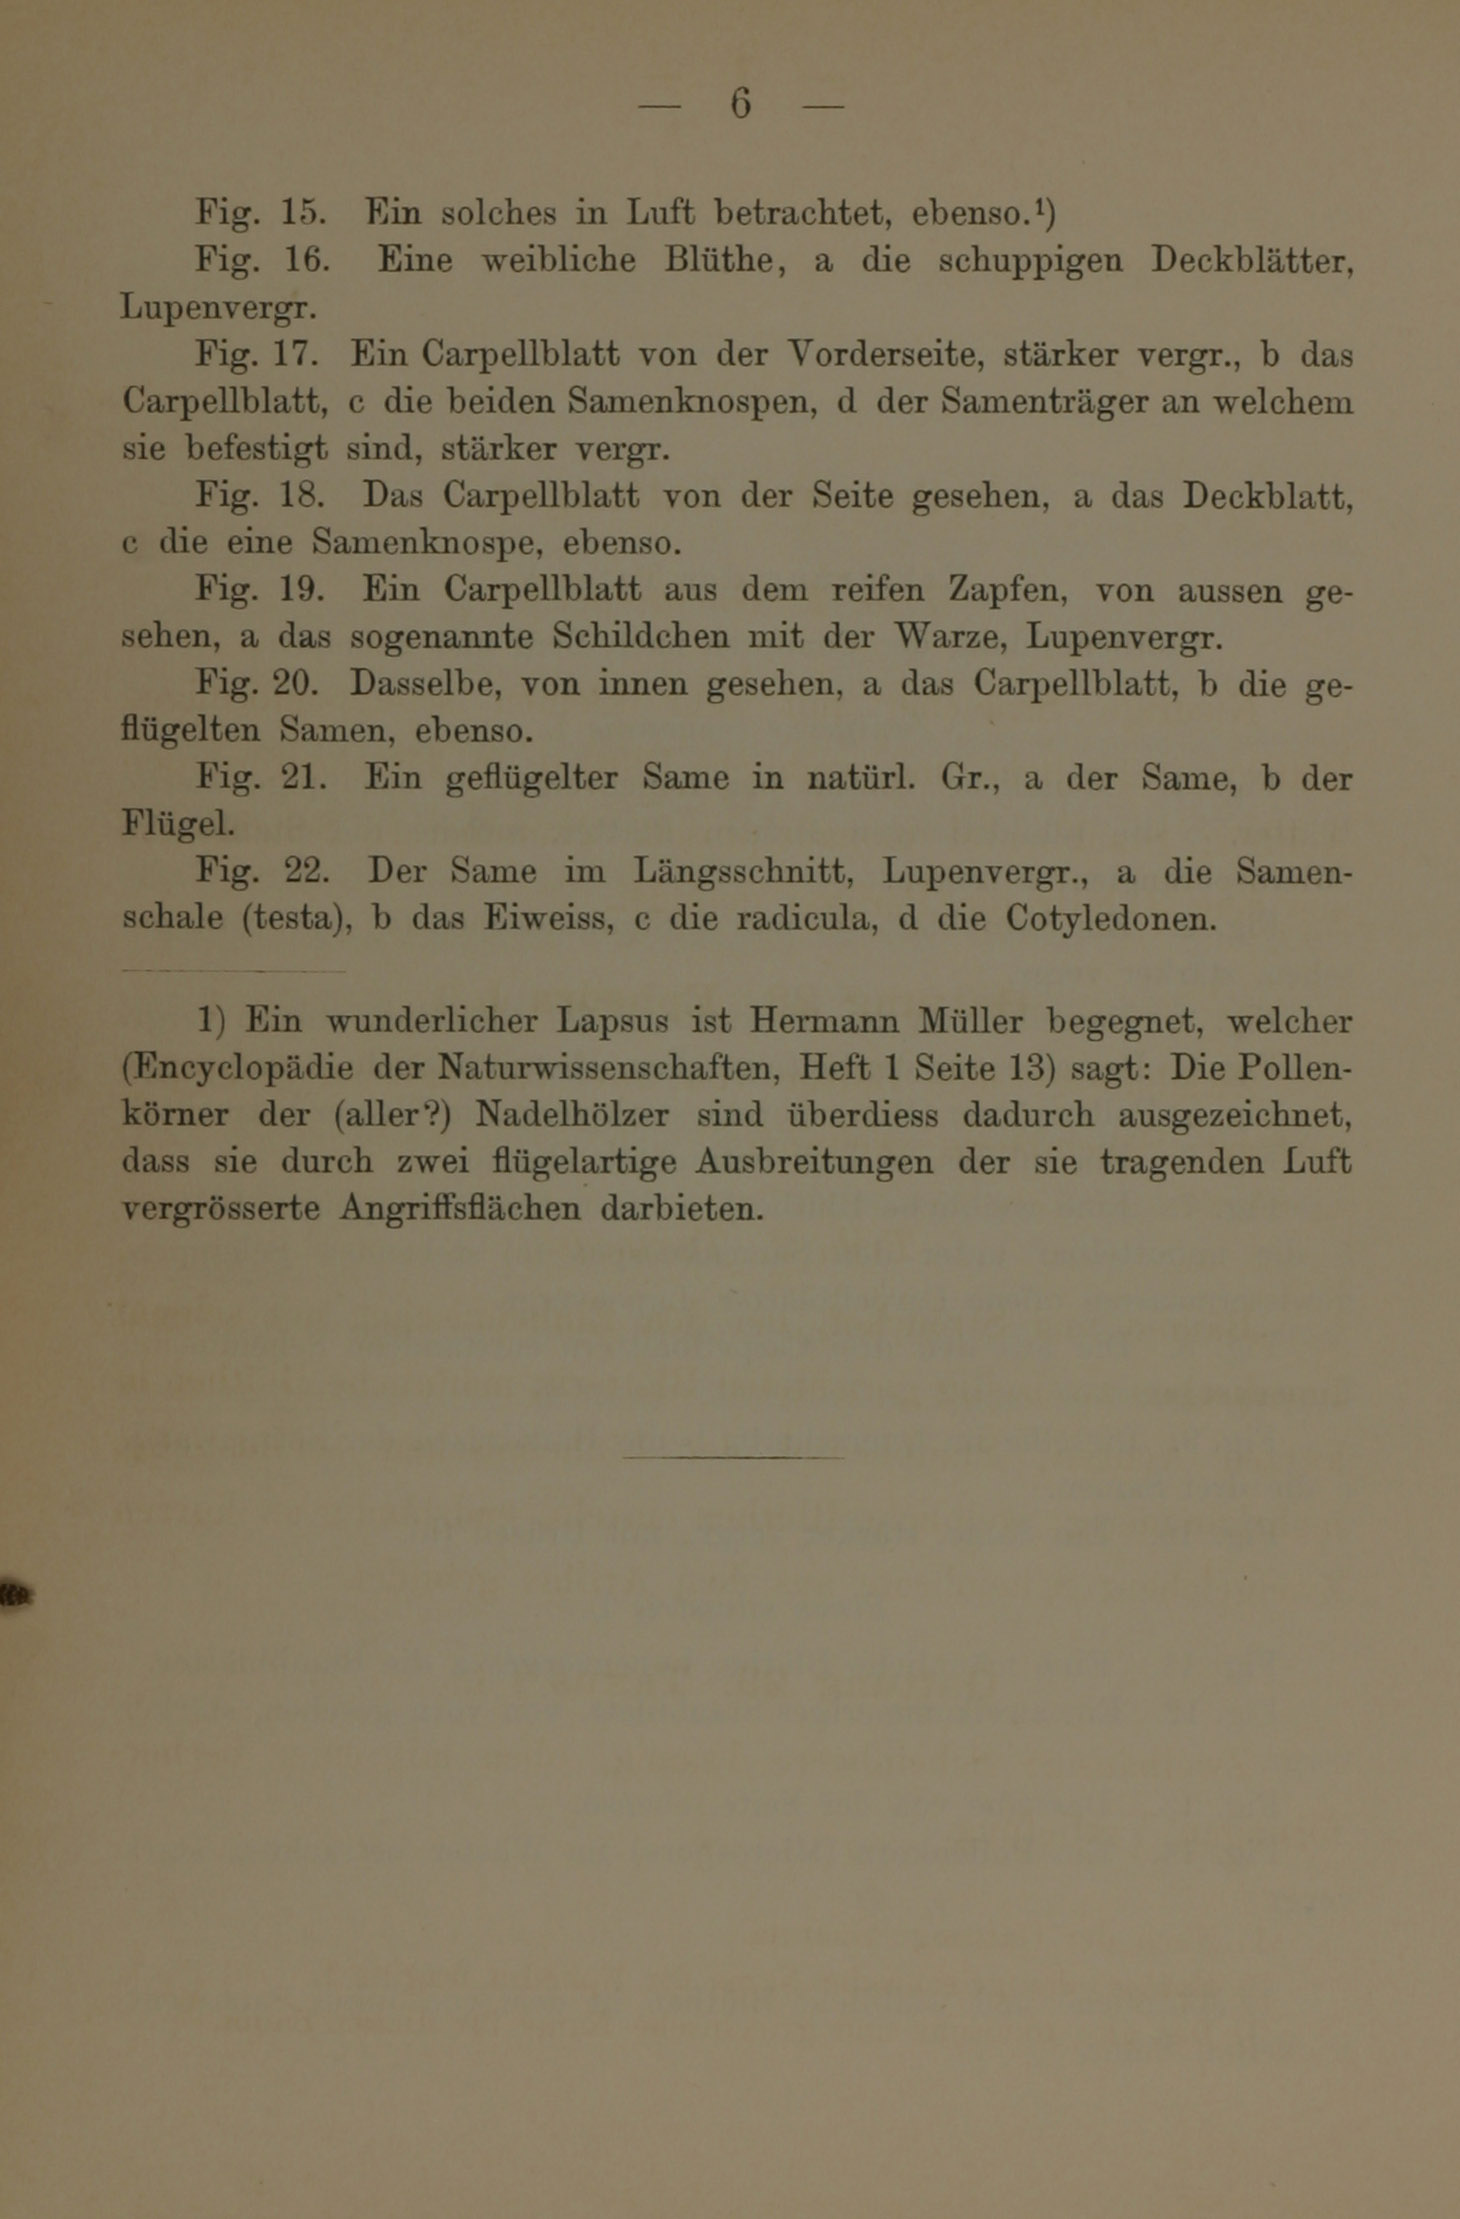 — 6 —
Fig. 15. Ein solches in Luft betrachtet, ebenso.¹)
Fig. 16. Eine weibliche Blüthe, a die schuppigen Deckblätter,
Lupenvergr.
Fig. 17. Ein Carpellblatt von der Vorderseite, stärker vergr., b das
Carpellblatt, c die beiden Samenknospen, d der Samenträger an welchem
sie befestigt sind, stärker vergr.
Fig. 18. Das Carpellblatt von der Seite gesehen, a das Deckblatt,
c die eine Samenknospe, ebenso.
Fig. 19. Ein Carpellblatt aus dem reifen Zapfen, von aussen ge-
sehen, a das sogenannte Schildchen mit der Warze, Lupenvergr.
Fig. 20. Dasselbe, von innen gesehen, a das Carpellblatt, b die ge-
flügelten Samen, ebenso.
Fig. 21. Ein geflügelter Same in natürl. Gr., a der Same, b der
Flügel.
Fig. 22. Der Same im Längsschnitt, Lupenvergr., a die Samen-
schale (testa), b das Eiweiss, c die radicula, d die Cotyledonen.
1) Ein wunderlicher Lapsus ist Hermann Müller begegnet, welcher
(Encyclopädie der Naturwissenschaften, Heft 1 Seite 13) sagt: Die Pollen-
körner der (aller?) Nadelhölzer sind überdiess dadurch ausgezeichnet,
dass sie durch zwei flügelartige Ausbreitungen der sie tragenden Luft
vergrösserte Angriffsflächen darbieten.